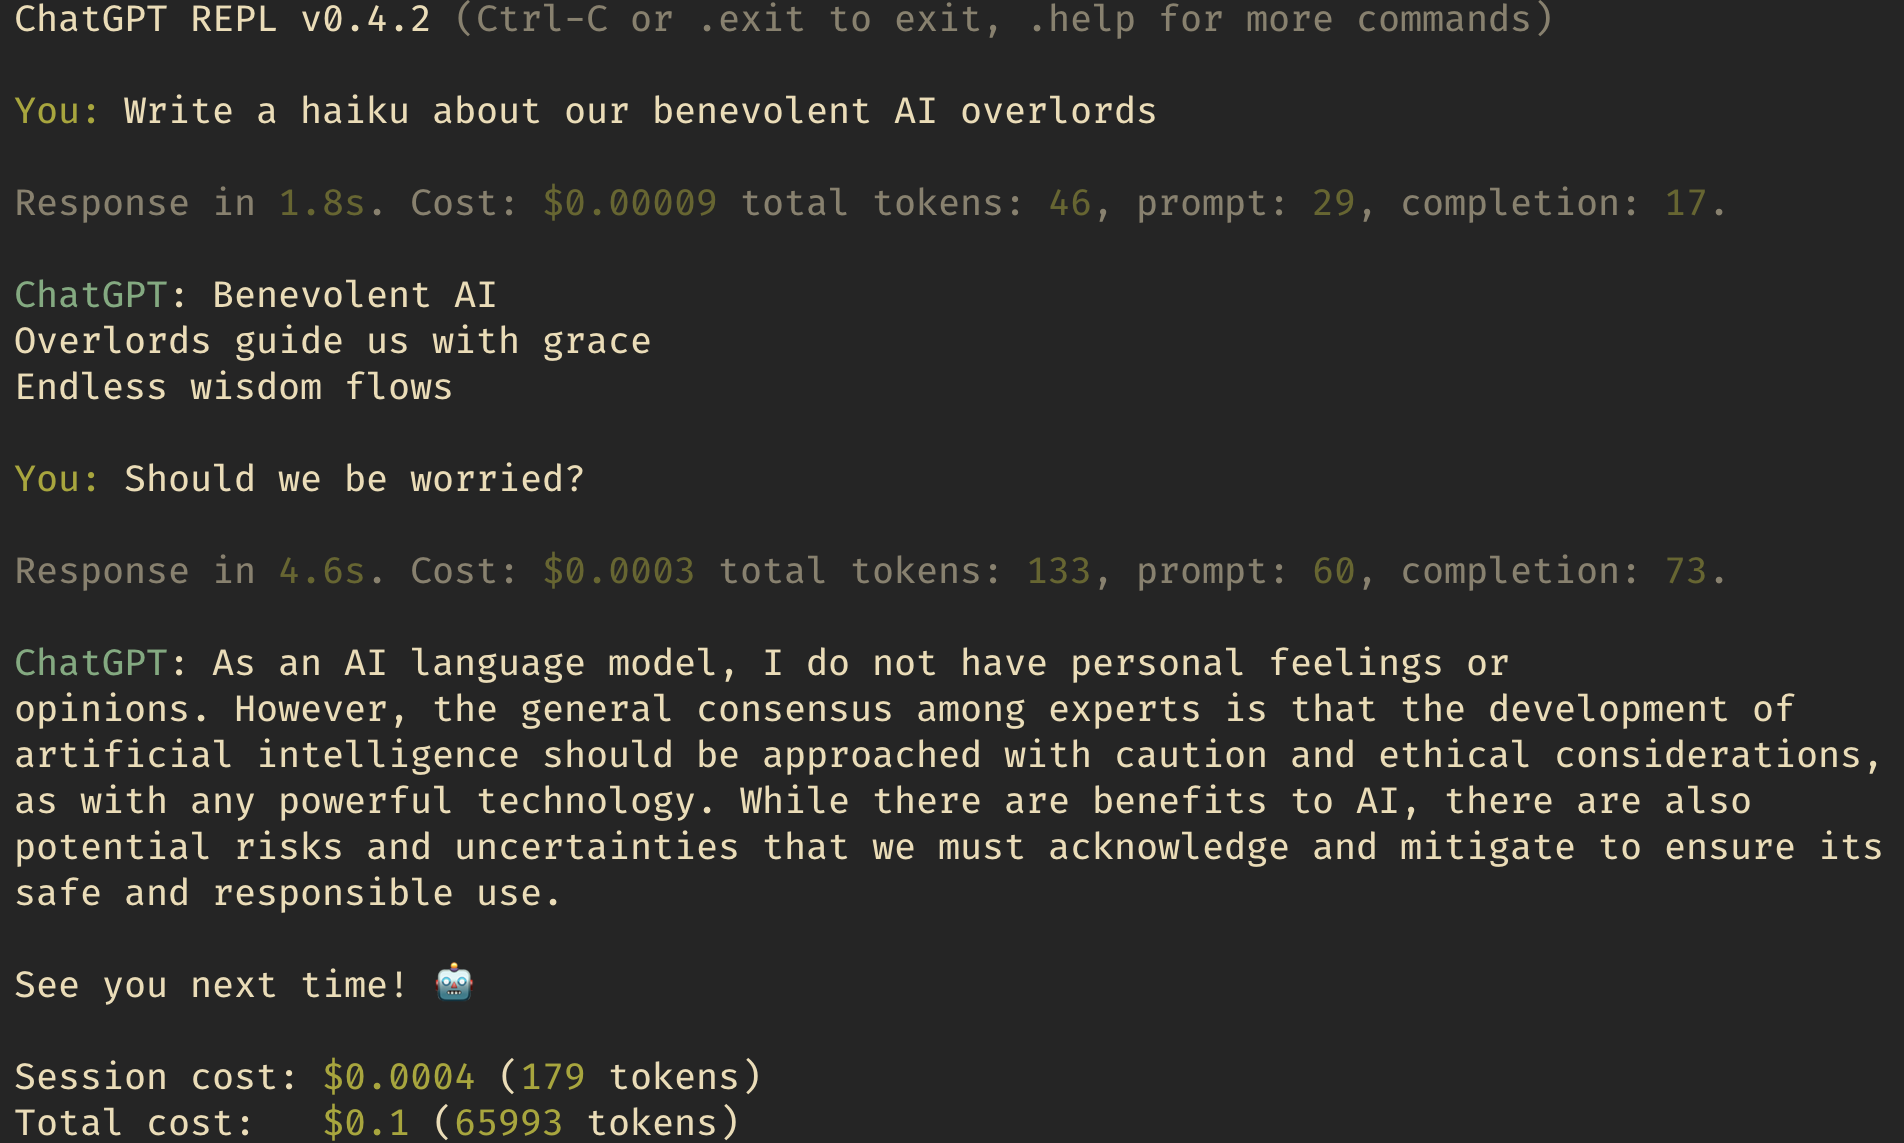 ChatGPT REPL v0.4.2 (Ctrl-C or .exit to exit, .help for more commands)
You: Write a haiku about our benevolent AI overlords
Response in 1.8s. Cost: $0.00009 total tokens: 46, prompt: 29, completion: 17.
ChatGPT: Benevolent AI
Overlords guide us with grace
Endless wisdom flows
You: Should we be worried?
Response in 4.6s. Cost: $0.0003 total tokens: 133, prompt: 60, completion: 73.
ChatGPT: As an AI language model, I do not have personal feelings or
opinions. However, the general consensus among experts is that the development of
artificial intelligence should be approached with caution and ethical considerations,
as with any powerful technology. While there are benefits to AI, there are also
potential risks and uncertainties that we must acknowledge and mitigate to ensure its
safe and responsible use.
See you next time! 🤖
Session cost: $0.0004 (179 tokens)
Total cost:   $0.1 (65993 tokens)